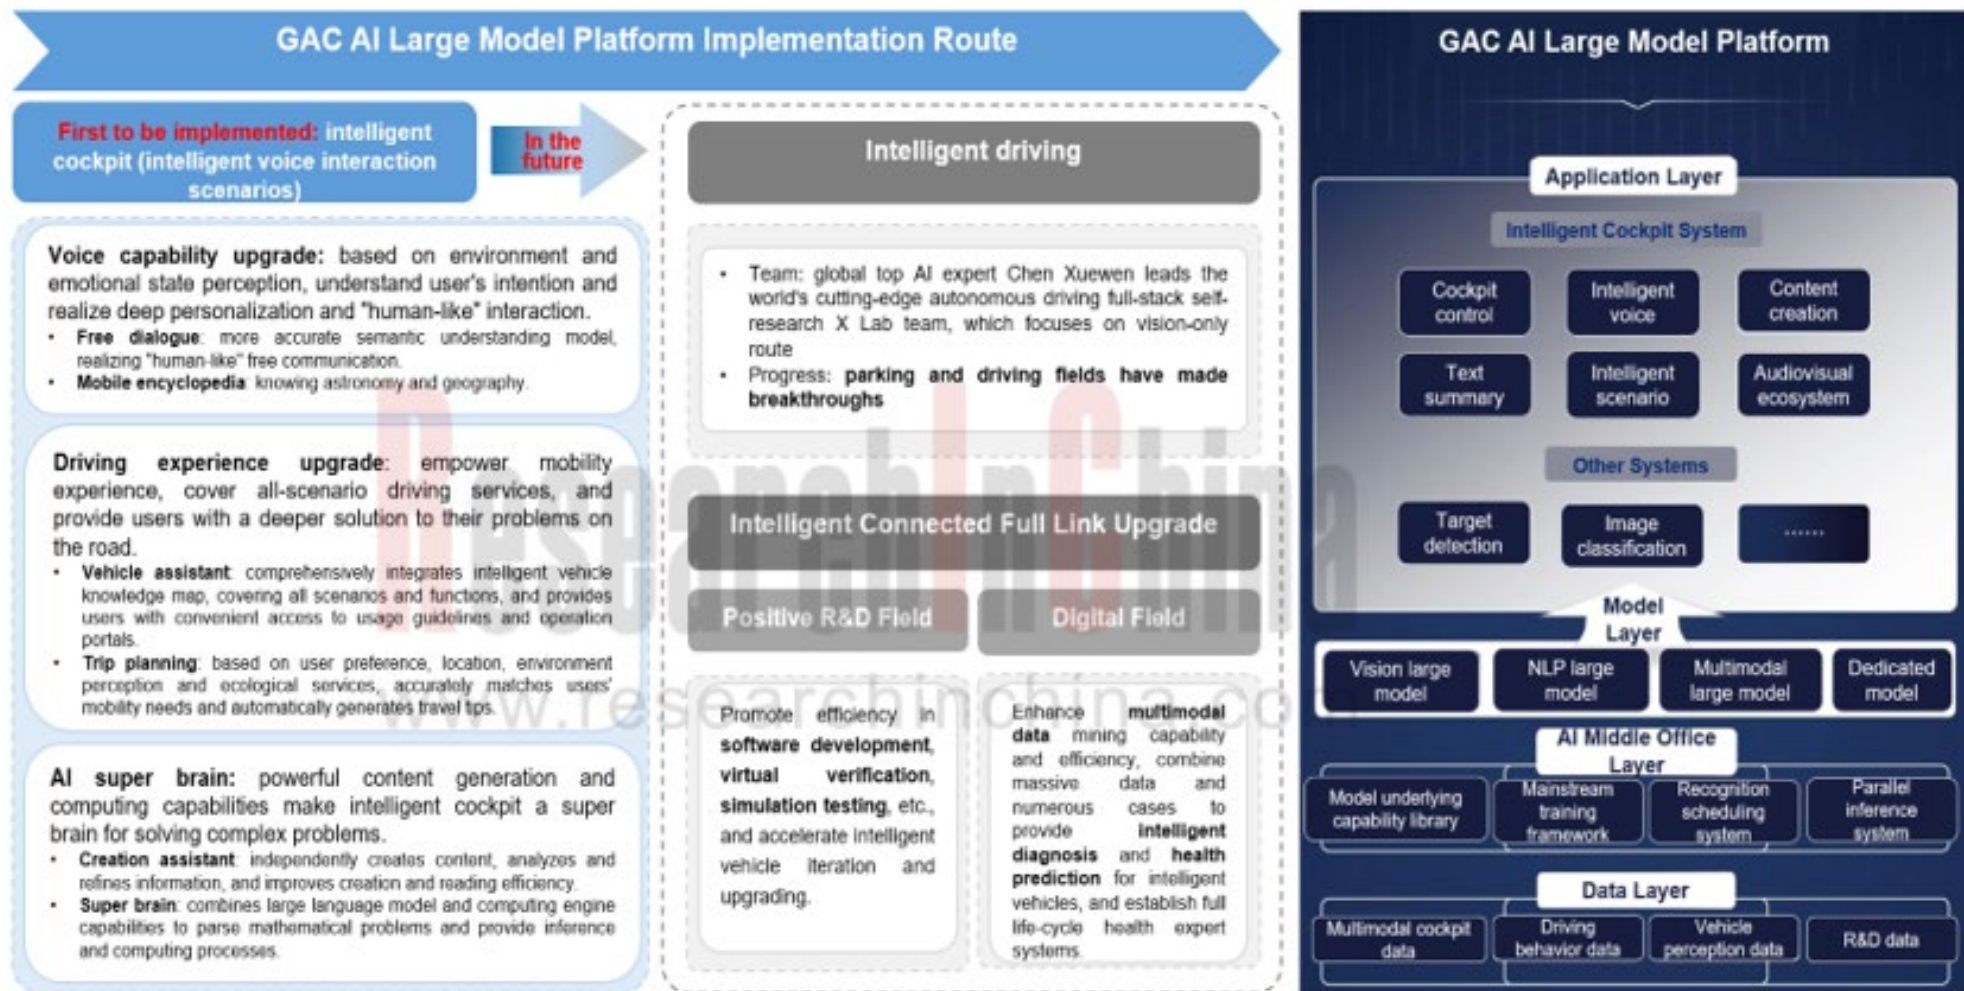 GAC AI Large Model Platform Implementation Route
First to be implemented: intelligent
cockpit (intelligent voice interaction
scenarios)
In the
future
Voice capability upgrade: based on environment and
emotional state perception, understand user's intention and
realize deep personalization and "human-like" interaction.
• Free dialogue: more accurate semantic understanding model,
realizing "human-like" free communication.
• Mobile encyclopedia: knowing astronomy and geography.
Driving experience upgrade: empower mobility
experience, cover all-scenario driving services, and
provide users with a deeper solution to their problems on
the road.
• Vehicle assistant: comprehensively integrates intelligent vehicle
knowledge map, covering all scenarios and functions, and provides
users with convenient access to usage guidelines and operation
portals.
• Trip planning: based on user preference, location, environment
perception and ecological services, accurately matches users'
mobility needs and automatically generates travel tips.
AI super brain: powerful content generation and
computing capabilities make intelligent cockpit a super
brain for solving complex problems.
• Creation assistant: independently creates content, analyzes and
refines information, and improves creation and reading efficiency.
• Super brain: combines large language model and computing engine
capabilities to parse mathematical problems and provide inference
and computing processes.
Intelligent driving
• Team: global top AI expert Chen Xuewen leads the
world's cutting-edge autonomous driving full-stack self-
research X Lab team, which focuses on vision-only
route
• Progress: parking and driving fields have made
breakthroughs
Intelligent Connected Full Link Upgrade
Positive R&D Field
Promote efficiency in
software development,
virtual verification,
simulation testing, etc.,
and accelerate intelligent
vehicle iteration and
upgrading.
Digital Field
Enhance multimodal
data mining capability
and efficiency, combine
massive data and
numerous cases to
provide intelligent
diagnosis and health
prediction for intelligent
vehicles, and establish full
life-cycle health expert
systems.
GAC AI Large Model Platform
Application Layer
Intelligent Cockpit System
Cockpit
control
Intelligent
voice
Content
creation
Text
summary
Intelligent
scenario
Audiovisual
ecosystem
Other Systems
Target
detection
Image
classification
......
Model
Layer
Vision large
model
NLP large
model
Multimodal
large model
Dedicated
model
AI Middle Office
Layer
Model underlying
capability library
Mainstream
training
framework
Recognition
scheduling
system
Parallel
inference
system
Data Layer
Multimodal cockpit
data
Driving
behavior data
Vehicle
perception data
R&D data
ResearchInChina
www.researchinchina.com